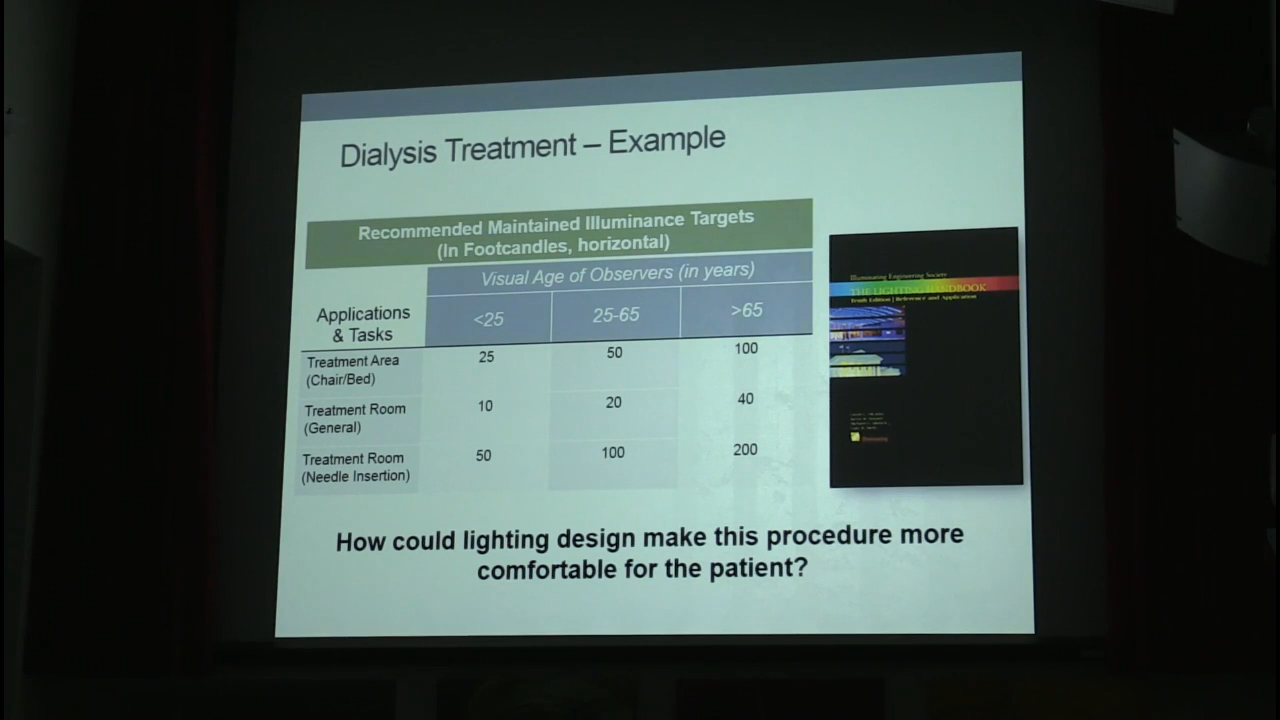 Dialysis Treatment – Example
Recommended Maintained Illuminance Targets
(In Footcandles, horizontal)
Visual Age of Observers (in years)
Applications
& Tasks
<25 25-65 >65
Treatment Area
(Chair/Bed)
25 50 100
Treatment Room
(General)
10 20 40
Treatment Room
(Needle Insertion)
50 100 200
Illuminating Engineering Society
THE LIGHTING HANDBOOK
Tenth Edition | Reference and Application
How could lighting design make this procedure more
comfortable for the patient?